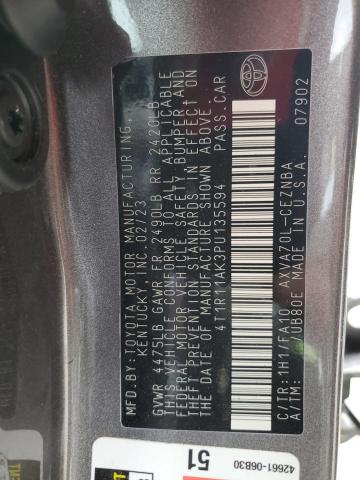 MFD.BY:TOYOTA MOTOR MANUFACTURING,
KENTUCKY, INC. 02/23
GVWR 4475LB GAWR FR:2490LB RR 2420LB
THIS VEHICLE CONFORMS TO ALL APPLICABLE
FEDERAL MOTOR VEHICLE SAFETY, BUMPER AND
THEFT PREVENTION STANDARDS IN EFFECT ON
THE DATE OF MANUFACTURE SHOWN ABOVE.
4T1R11AK3PU135594 PASS.CAR
C/TR:1H1/FA10 AXVA70L-CEZNBA
A/TM: /UB80E MADE IN U.S.A. 07902
42661-06B30
51